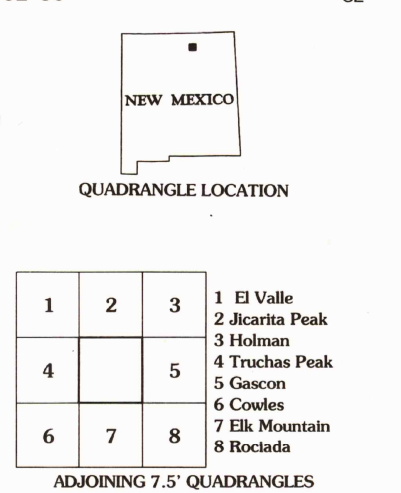 NEW MEXICO
QUADRANGLE LOCATION
1 2 3
4 5
6 7 8
1 El Valle
2 Jicarita Peak
3 Holman
4 Truchas Peak
5 Gascon
6 Cowles
7 Elk Mountain
8 Rociada
ADJOINING 7.5' QUADRANGLES